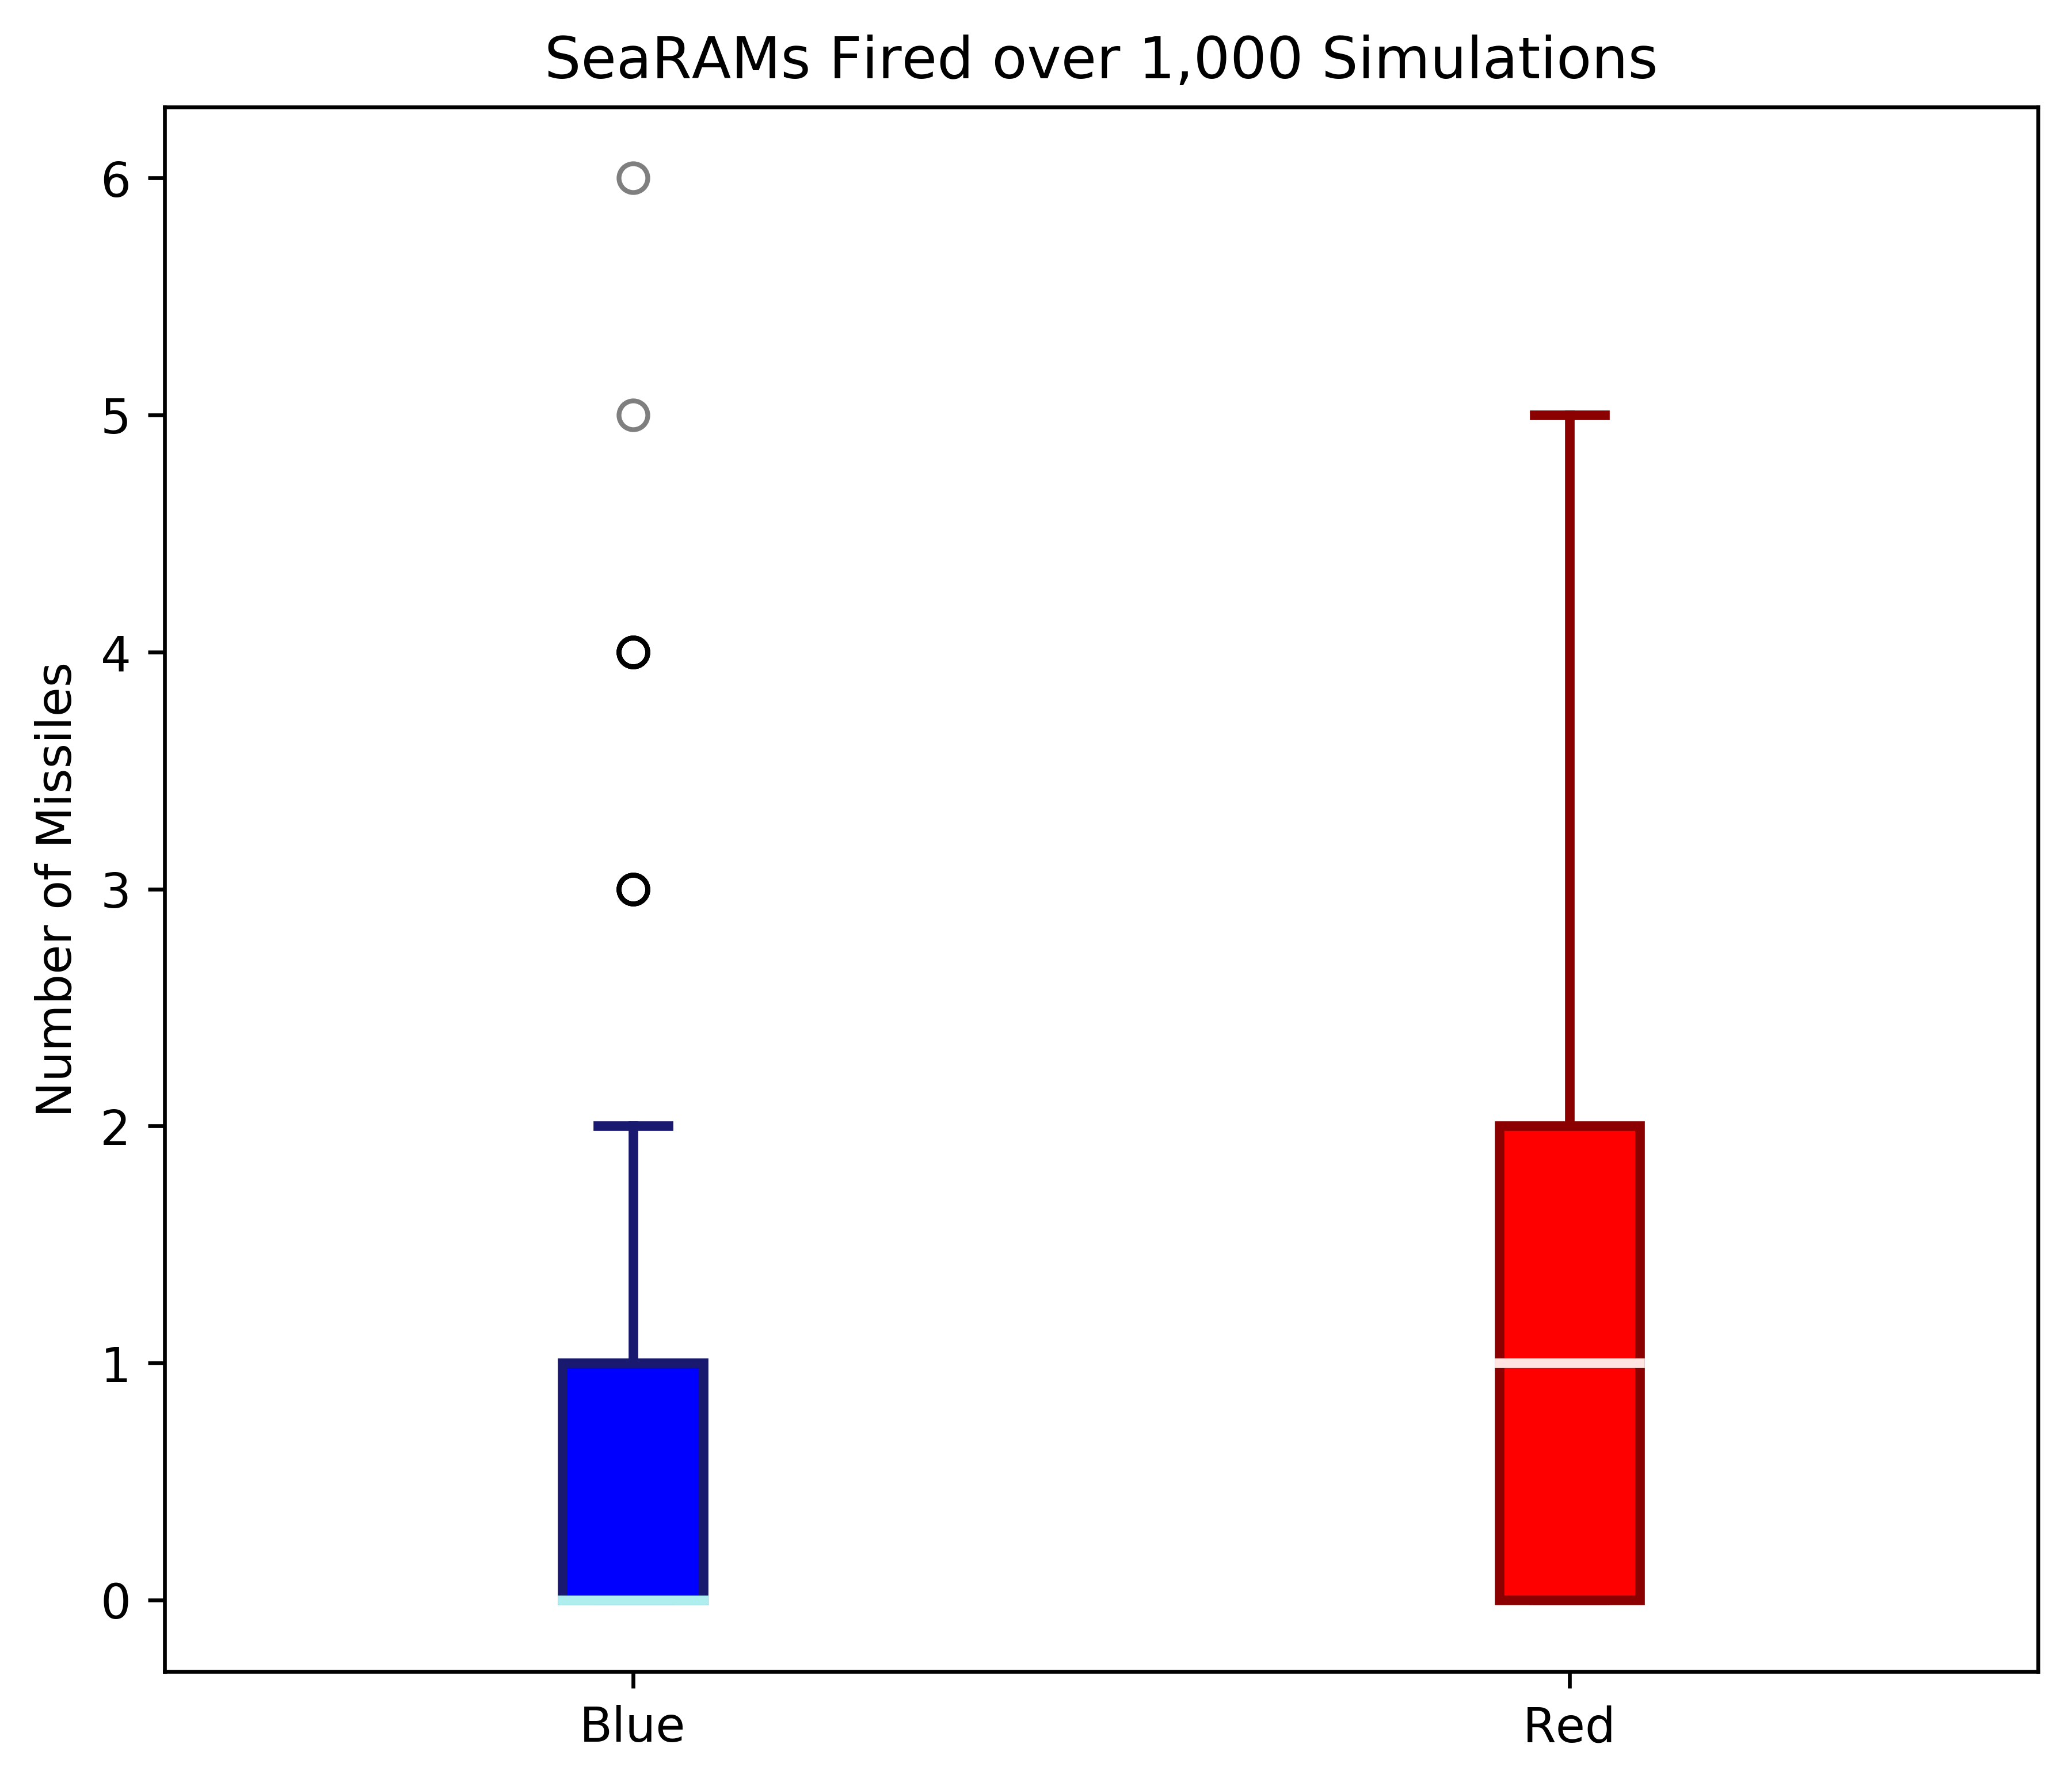 SeaRAMs Fired over 1,000 Simulations
Number of Missiles
6
5
4
3
2
1
0
Blue
Red